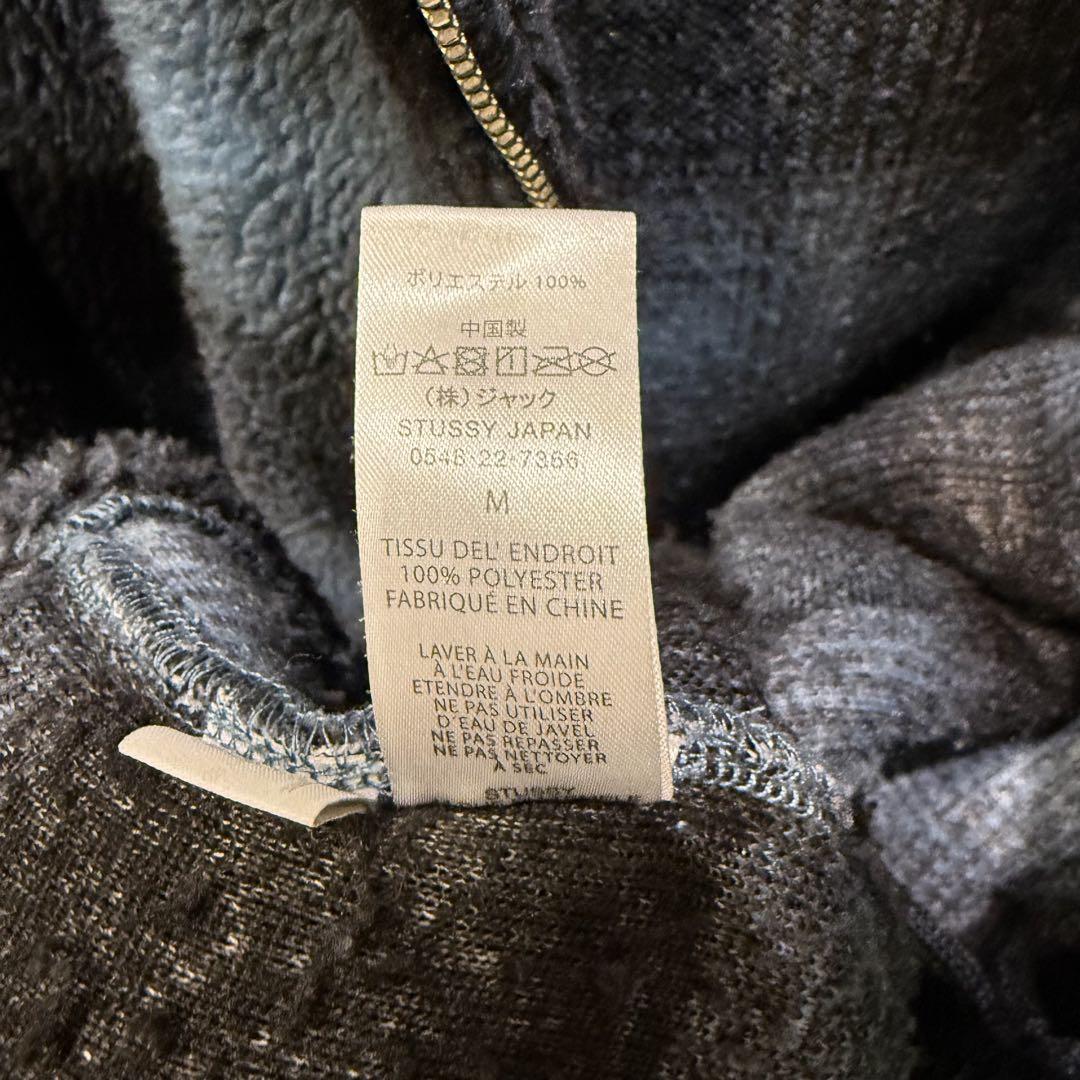 ポリエステル 100%
中国製
(株)ジャック
STUSSY JAPAN
0546-22-7366
M
TISSU DEL' ENDROIT
100% POLYESTER
FABRIQUÉ EN CHINE
LAVER À LA MAIN
À L'EAU FROIDE
ETENDRE À L'OMBRE
NE PAS UTILISER
D'EAU DE JAVEL
NE PAS REPASSER
NE PAS NETTOYER
À SEC
STUSSY